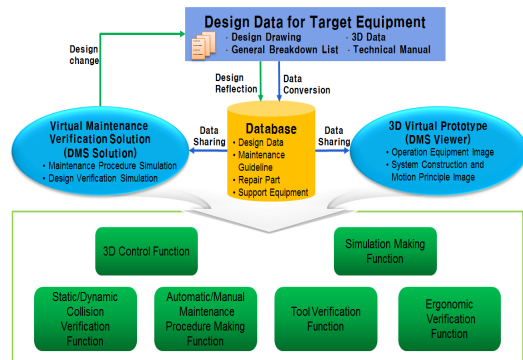 Design Data for Target Equipment
· Design Drawing · 3D Data
· General Breakdown List · Technical Manual
Design
change
Design
Reflection
Data
Conversion
Virtual Maintenance
Verification Solution
(DMS Solution)
• Maintenance Procedure Simulation
• Design Verification Simulation
Data
Sharing
Database
• Design Data
• Maintenance
Guideline
• Repair Part
• Support Equipment
Data
Sharing
3D Virtual Prototype
(DMS Viewer)
• Operation Equipment Image
• System Construction and
Motion Principle Image
3D Control Function
Simulation Making
Function
Static/Dynamic
Collision
Verification
Function
Automatic/Manual
Maintenance
Procedure Making
Function
Tool Verification
Function
Ergonomic
Verification
Function